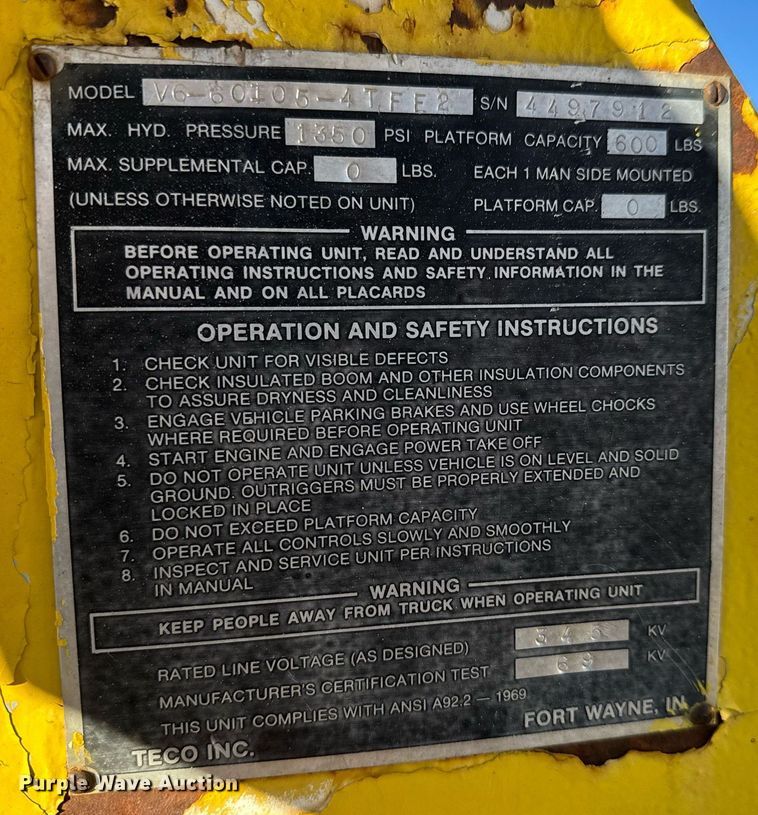 MODEL V6-60I05-4TFE2 S/N 4497912
MAX. HYD. PRESSURE 1350 PSI PLATFORM CAPACITY 600 LBS
MAX. SUPPLEMENTAL CAP. 0 LBS. EACH 1 MAN SIDE MOUNTED
(UNLESS OTHERWISE NOTED ON UNIT) PLATFORM CAP. 0 LBS.
WARNING
BEFORE OPERATING UNIT, READ AND UNDERSTAND ALL
OPERATING INSTRUCTIONS AND SAFETY INFORMATION IN THE
MANUAL AND ON ALL PLACARDS
OPERATION AND SAFETY INSTRUCTIONS
1. CHECK UNIT FOR VISIBLE DEFECTS
2. CHECK INSULATED BOOM AND OTHER INSULATION COMPONENTS
TO ASSURE DRYNESS AND CLEANLINESS
3. ENGAGE VEHICLE PARKING BRAKES AND USE WHEEL CHOCKS
WHERE REQUIRED BEFORE OPERATING UNIT
4. START ENGINE AND ENGAGE POWER TAKE OFF
5. DO NOT OPERATE UNIT UNLESS VEHICLE IS ON LEVEL AND SOLID
GROUND. OUTRIGGERS MUST BE PROPERLY EXTENDED AND
LOCKED IN PLACE
6. DO NOT EXCEED PLATFORM CAPACITY
7. OPERATE ALL CONTROLS SLOWLY AND SMOOTHLY
8. INSPECT AND SERVICE UNIT PER INSTRUCTIONS
IN MANUAL
WARNING
KEEP PEOPLE AWAY FROM TRUCK WHEN OPERATING UNIT
RATED LINE VOLTAGE (AS DESIGNED) KV
MANUFACTURER'S CERTIFICATION TEST 69 KV
THIS UNIT COMPLIES WITH ANSI A92.2 — 1969
TECO INC. FORT WAYNE, IN.
Purple Wave Auction